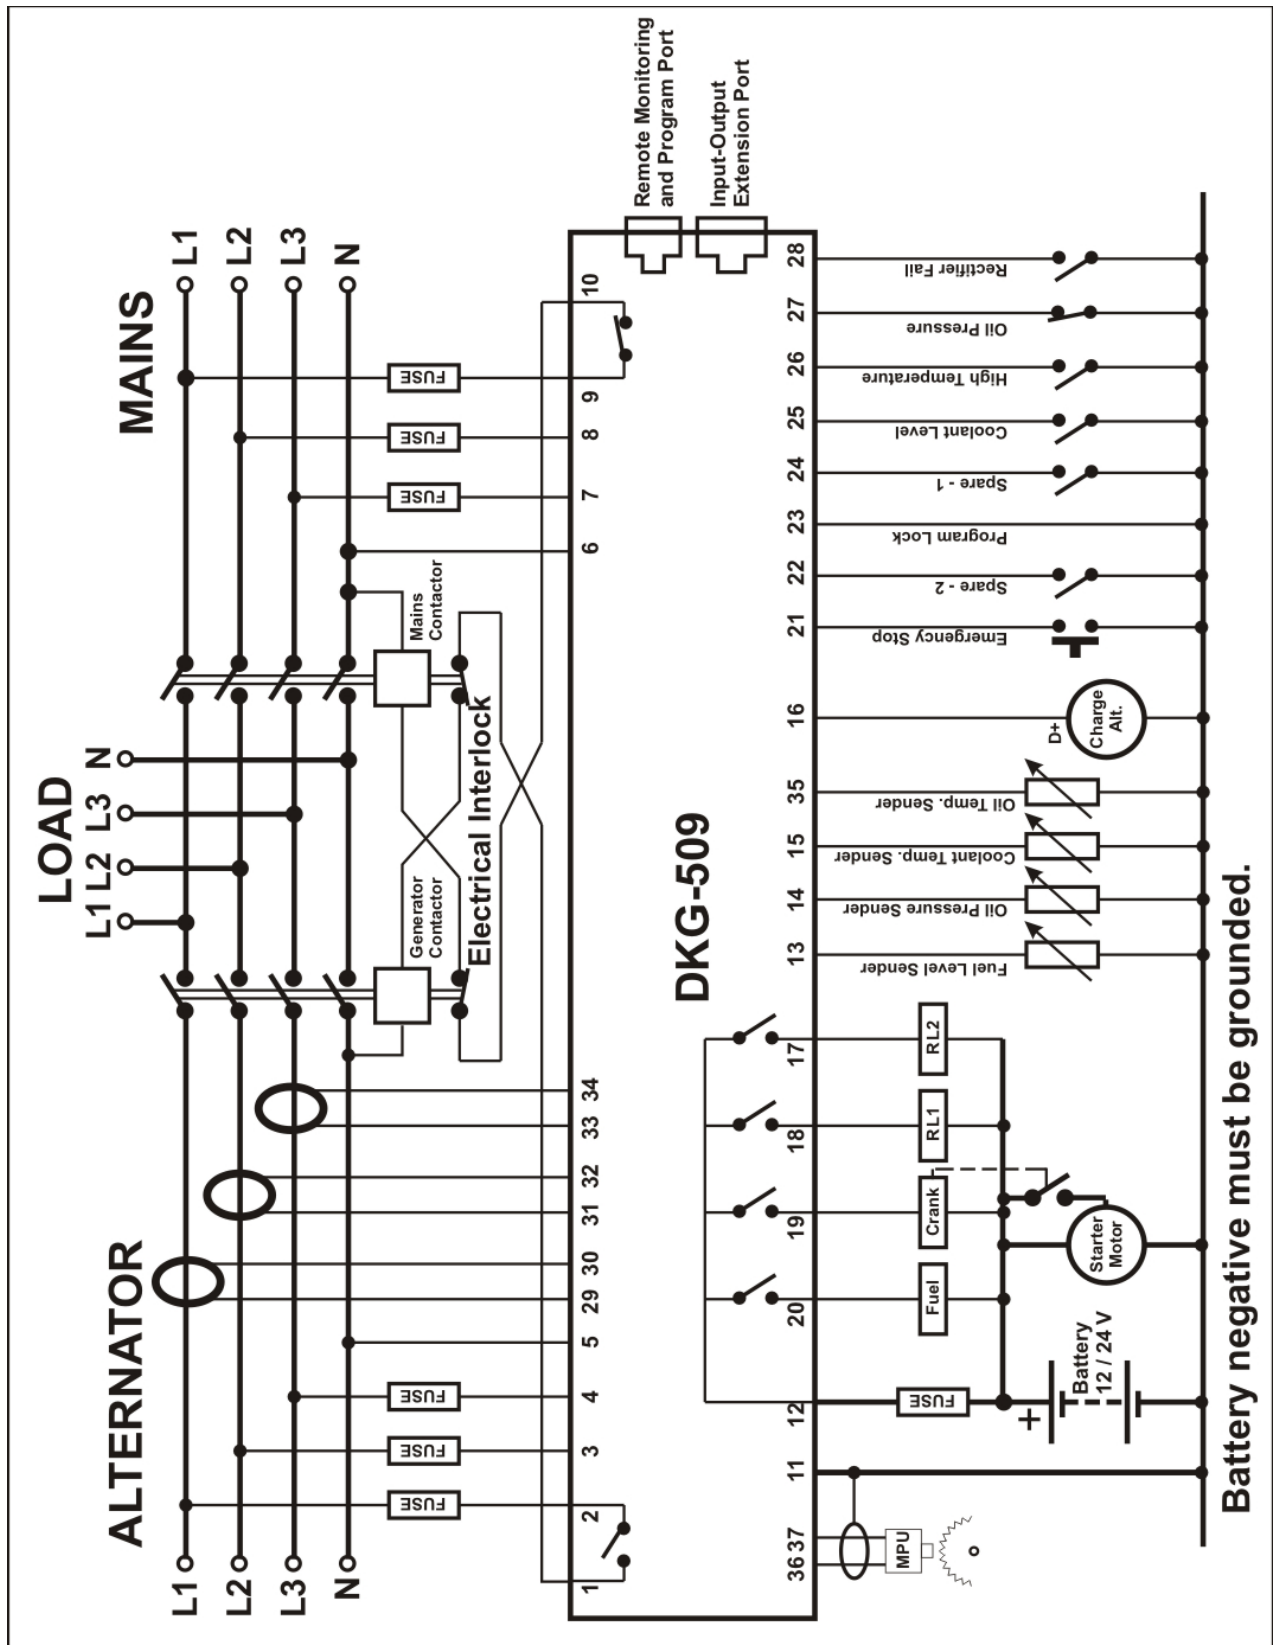 ALTERNATOR
LOAD
MAINS
L1
L2
L3
N
L1 L2 L3 N
L1
L2
L3
N
FUSE
FUSE
FUSE
FUSE
FUSE
FUSE
Generator
Contactor
Mains
Contactor
Electrical Interlock
1
2
3
4
5
29
30
31
32
33
34
6
7
8
9
10
Remote Monitoring
and Program Port
Input-Output
Extension Port
DKG-509
36
37
11
12
20
19
18
17
13
14
15
35
16
21
22
23
24
25
26
27
28
MPU
FUSE
Fuel
Crank
RL1
RL2
+
Battery
12 / 24 V
Starter
Motor
Fuel Level Sender
Oil Pressure Sender
Coolant Temp. Sender
Oil Temp. Sender
D+
Charge
Alt.
Emergency Stop
Spare - 2
Program Lock
Spare - 1
Coolant Level
High Temperature
Oil Pressure
Rectifier Fail
Battery negative must be grounded.